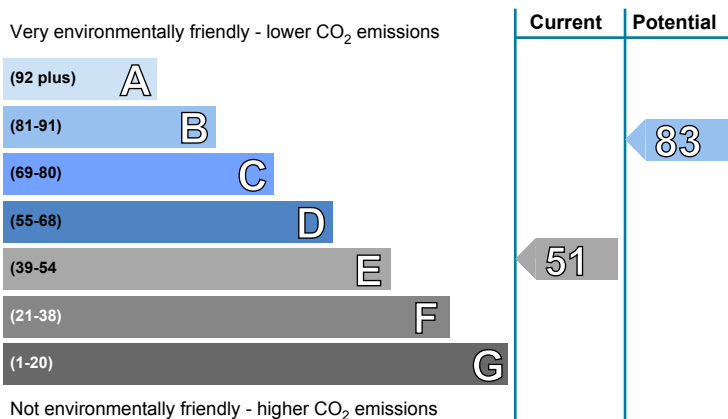 Current Potential
Very environmentally friendly - lower CO2 emissions
(92 plus) A
(81-91) B
83
(69-80) C
(55-68) D
(39-54 E
51
(21-38) F
(1-20) G
Not environmentally friendly - higher CO2 emissions